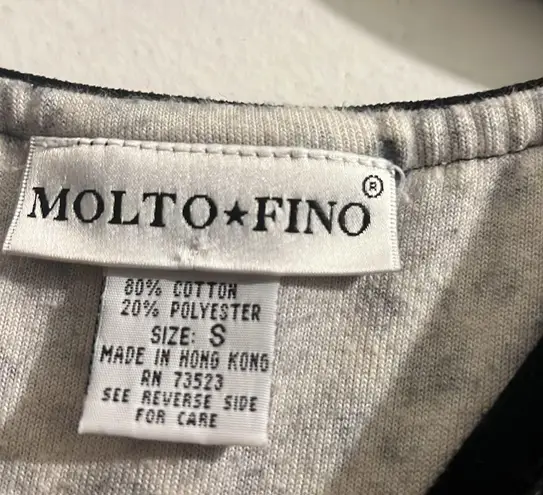 MOLTO★FINO®
80% COTTON
20% POLYESTER
SIZE: S
MADE IN HONG KONG
RN 73523
SEE REVERSE SIDE
FOR CARE